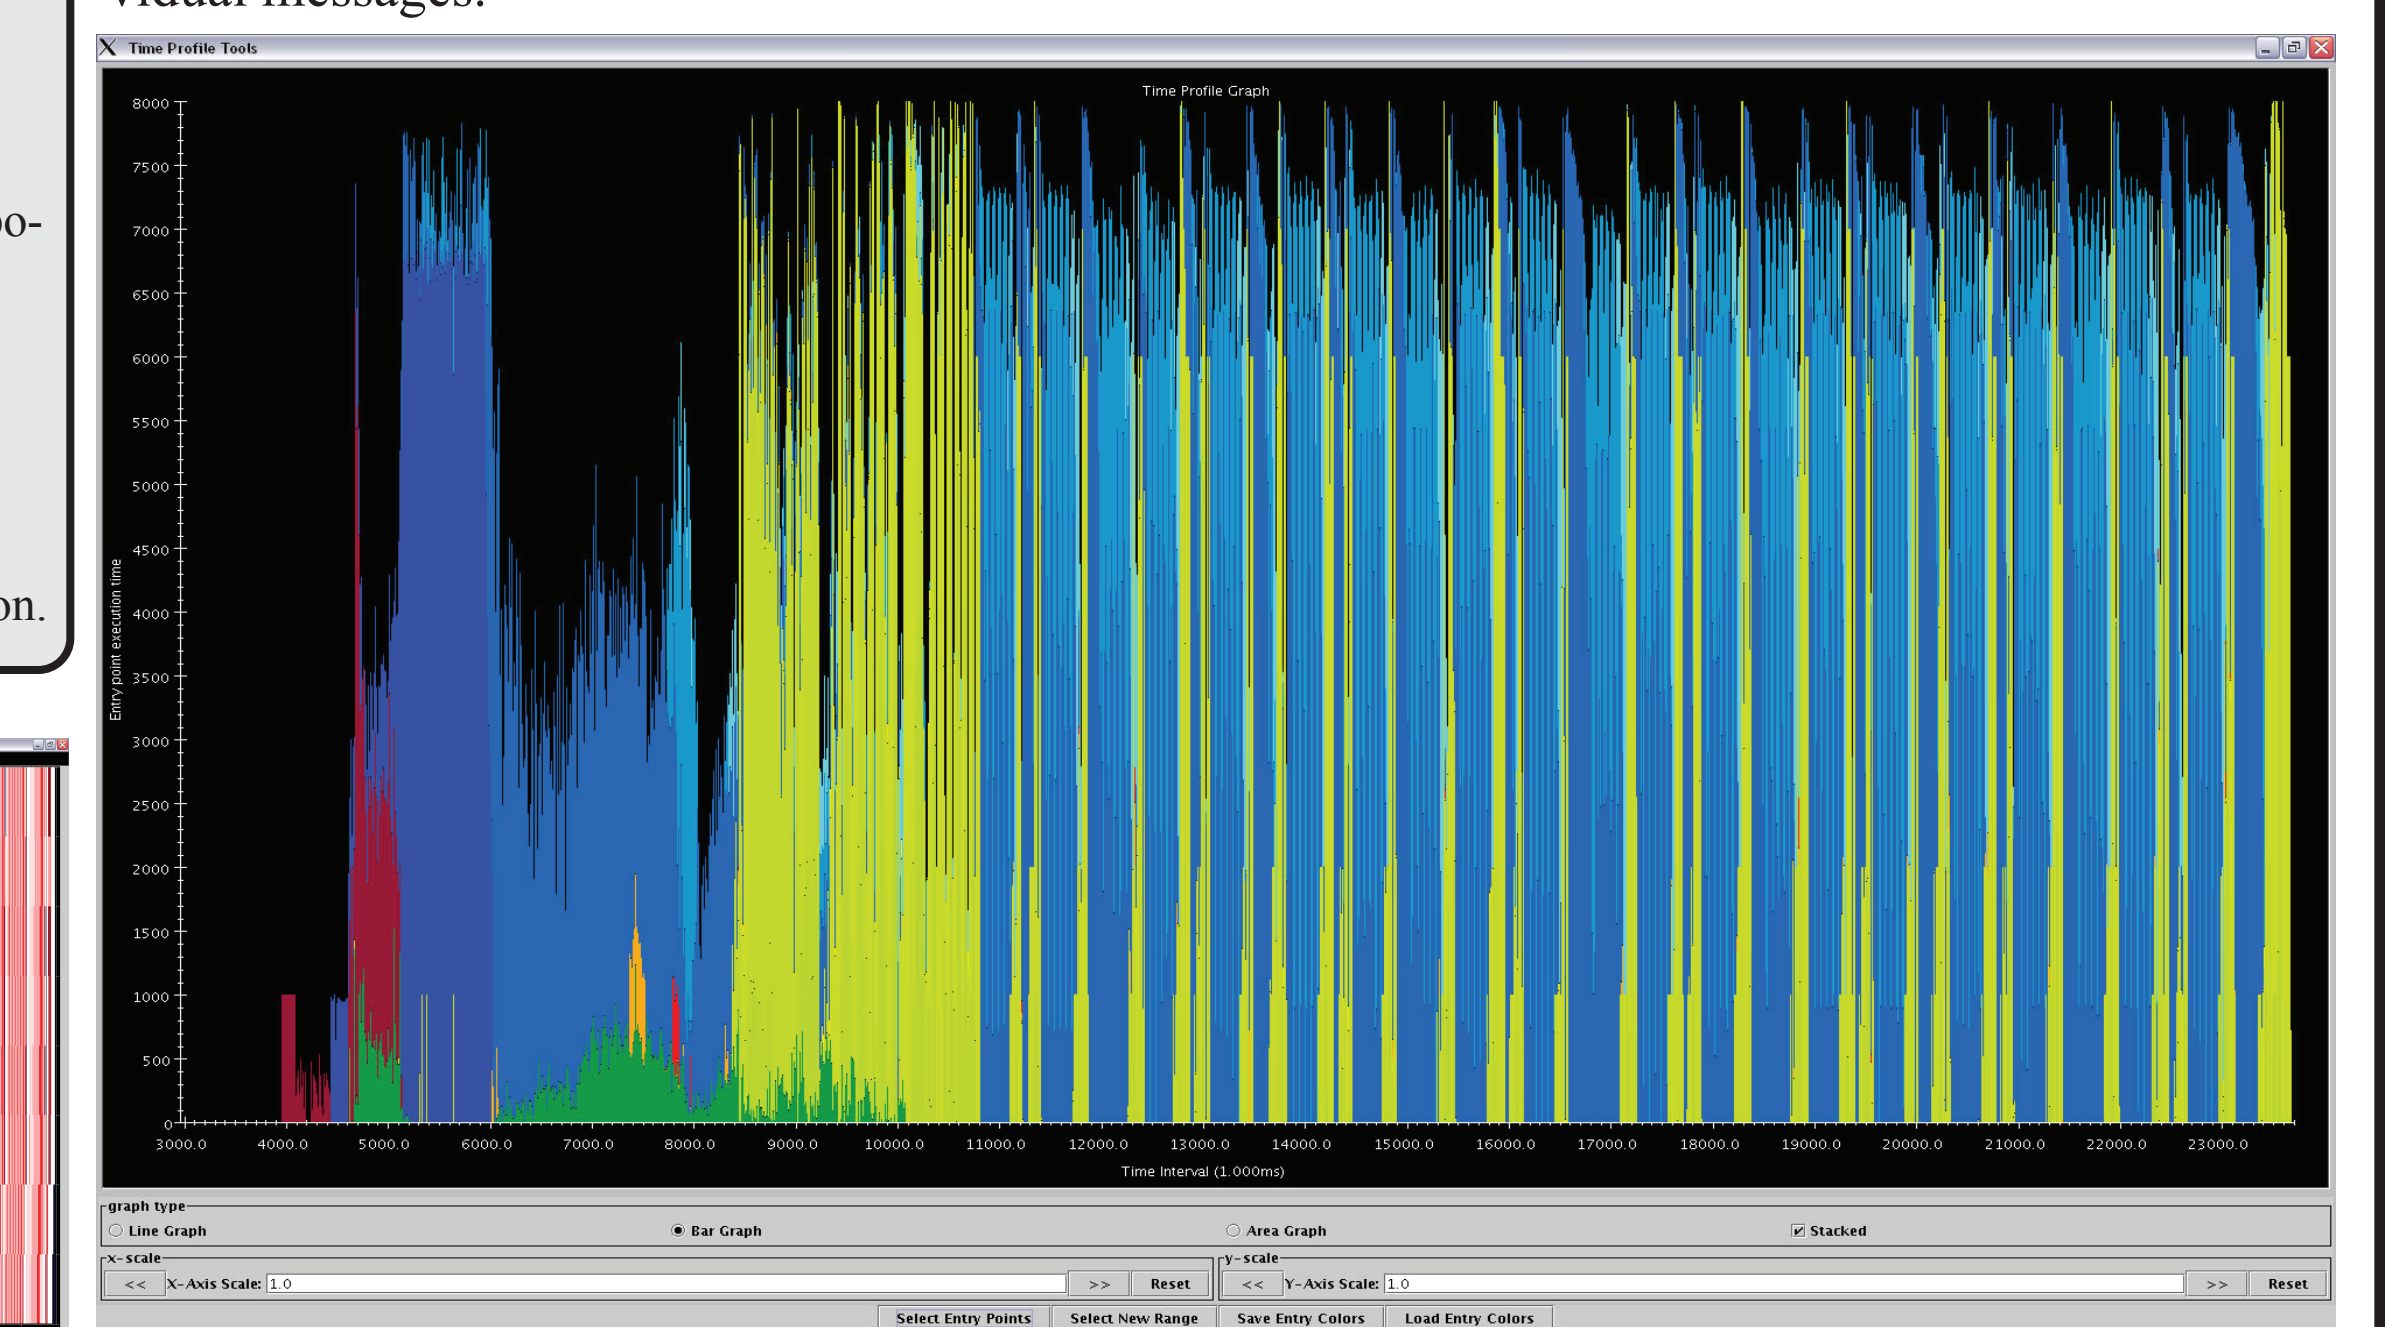 vidual messages.
oo-
on.
Time Profile Tools
Time Profile Graph
8000
7500
7000
6500
6000
5500
5000
4500
4000
3500
3000
2500
2000
1500
1000
500
0
Entry point execution time
3000.0 4000.0 5000.0 6000.0 7000.0 8000.0 9000.0 10000.0 11000.0 12000.0 13000.0 14000.0 15000.0 16000.0 17000.0 18000.0 19000.0 20000.0 21000.0 22000.0 23000.0
Time Interval (1.000ms)
graph type
Line Graph Bar Graph Area Graph Stacked
x-scale y-scale
<< X-Axis Scale: 1.0 >> Reset << Y-Axis Scale: 1.0 >> Reset
Select Entry Points Select New Range Save Entry Colors Load Entry Colors